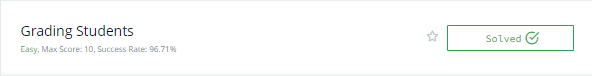 Grading Students
Solved
Easy, Max Score: 10, Success Rate: 96.71%